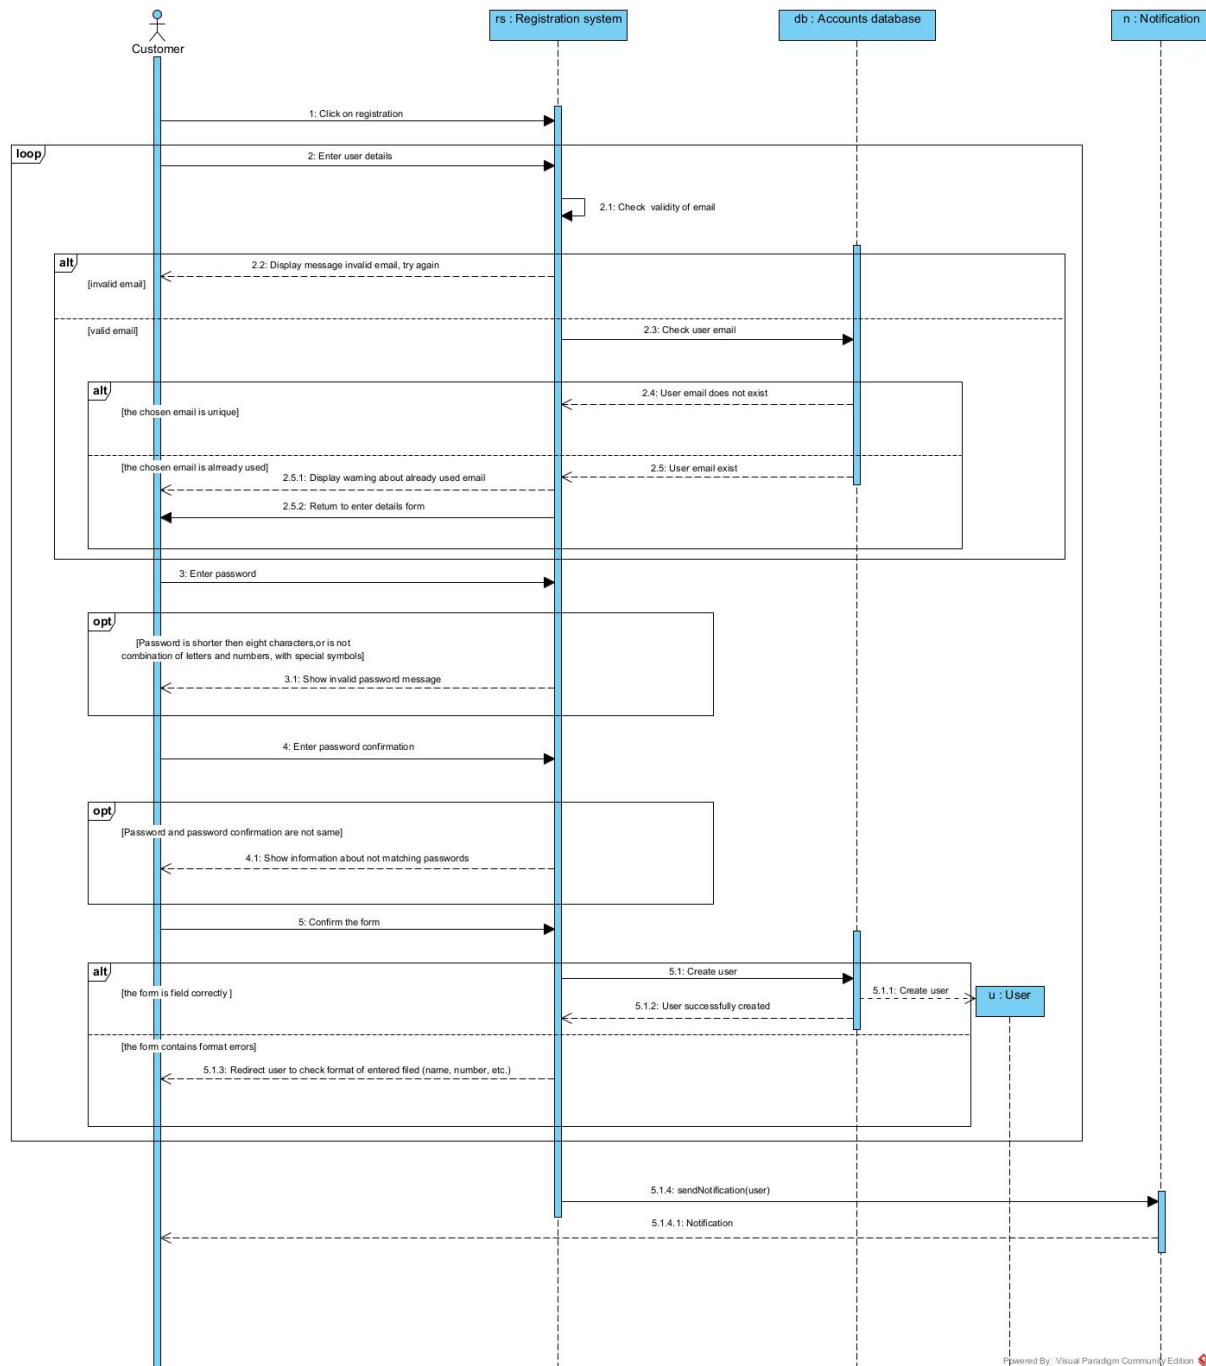 rs : Registration system
db : Accounts database
n : Notification
Customer
1: Click on registration
loop
2: Enter user details
2.1: Check  validity of email
alt
2.2: Display message invalid email, try again
[invalid email]
[valid email]
2.3: Check user email
alt
2.4: User email does not exist
[the chosen email is unique]
[the chosen email is alrready used]
2.5: User email exist
2.5.1: Display warning about already used email
2.5.2: Return to enter details form
3: Enter password
opt
[Password is shorter then eight characters,or is not
combination of letters and numbers, with special symbols]
3.1: Show invalid password message
4: Enter password confirmation
opt
[Password and password confirmation are not same]
4.1: Show information about not matching passwords
5: Confirm the form
alt
5.1: Create user
[the form is field correctly ]
5.1.1: Create user
u : User
5.1.2: User successfully created
[the form contains format errors]
5.1.3: Redirect user to check format of entered filed (name, number, etc.)
5.1.4: sendNotification(user)
5.1.4.1: Notification
Powered By: Visual Paradigm Community Edition